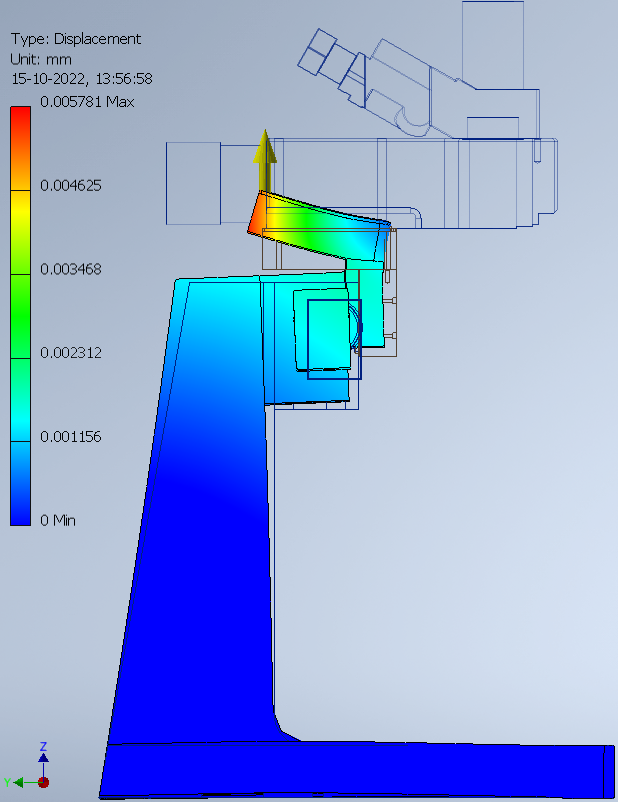 Type: Displacement
Unit: mm
15-10-2022, 13:56:58
0.005781 Max
0.004625
0.003468
0.002312
0.001156
0 Min
Z
Y